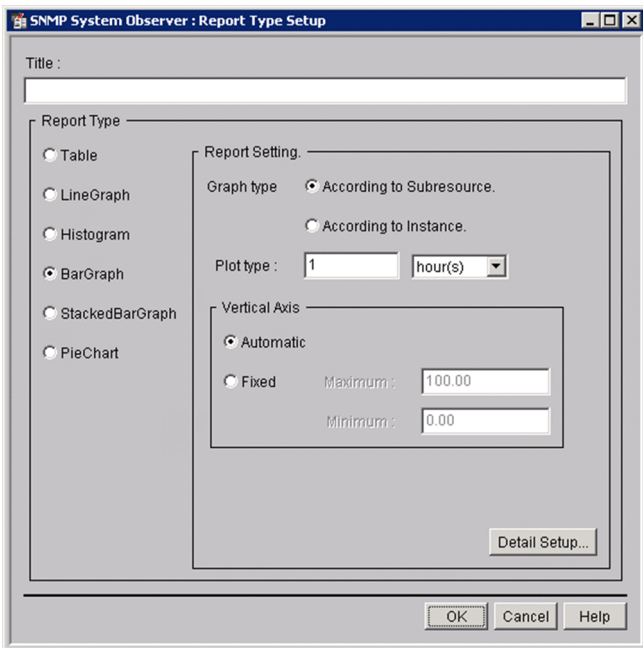 SNMP System Observer : Report Type Setup
Title :
Report Type
Table
LineGraph
Histogram
BarGraph
StackedBarGraph
PieChart
Report Setting.
Graph type
According to Subresource.
According to Instance.
Plot type :
1
hour(s)
Vertical Axis
Automatic
Fixed
Maximum :
100.00
Minimum :
0.00
Detail Setup...
OK
Cancel
Help